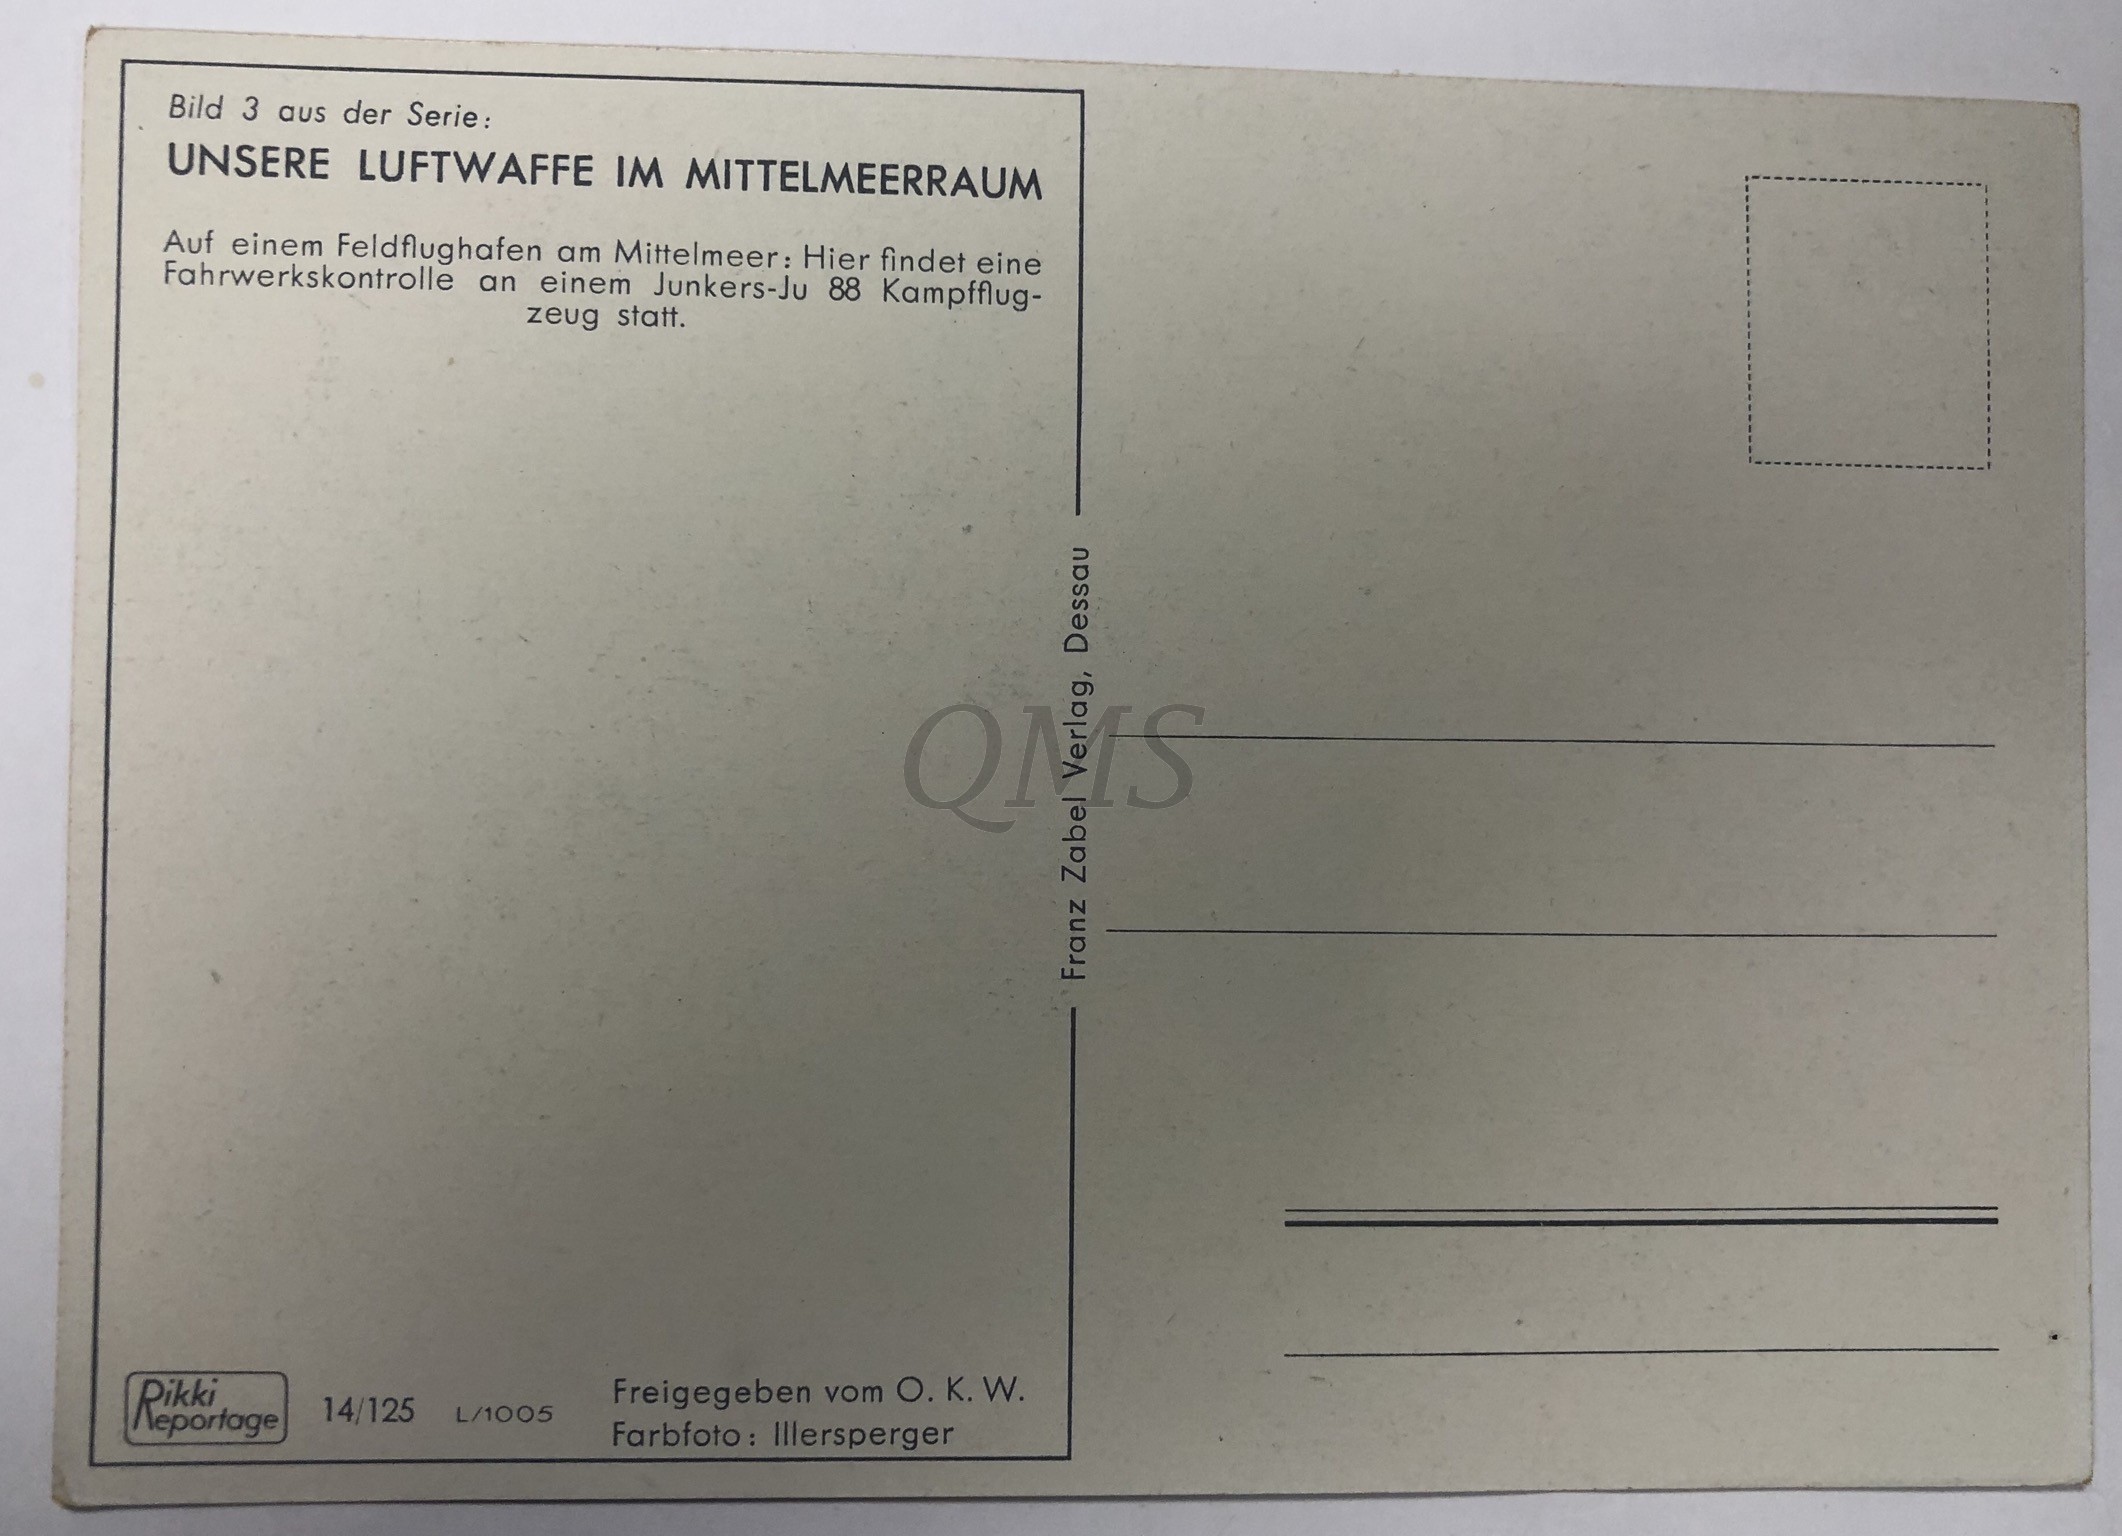 Bild 3 aus der Serie:
UNSERE LUFTWAFFE IM MITTELMEERRAUM
Auf einem Feldflughafen am Mittelmeer: Hier findet eine
Fahrwerkskontrolle an einem Junkers-Ju 88 Kampfflug-
zeug statt.
Franz Zabel Verlag, Dessau
QMS
Rikki
Reportage
14/125 L/1005
Freigegeben vom O. K. W.
Farbfoto: Illersperger